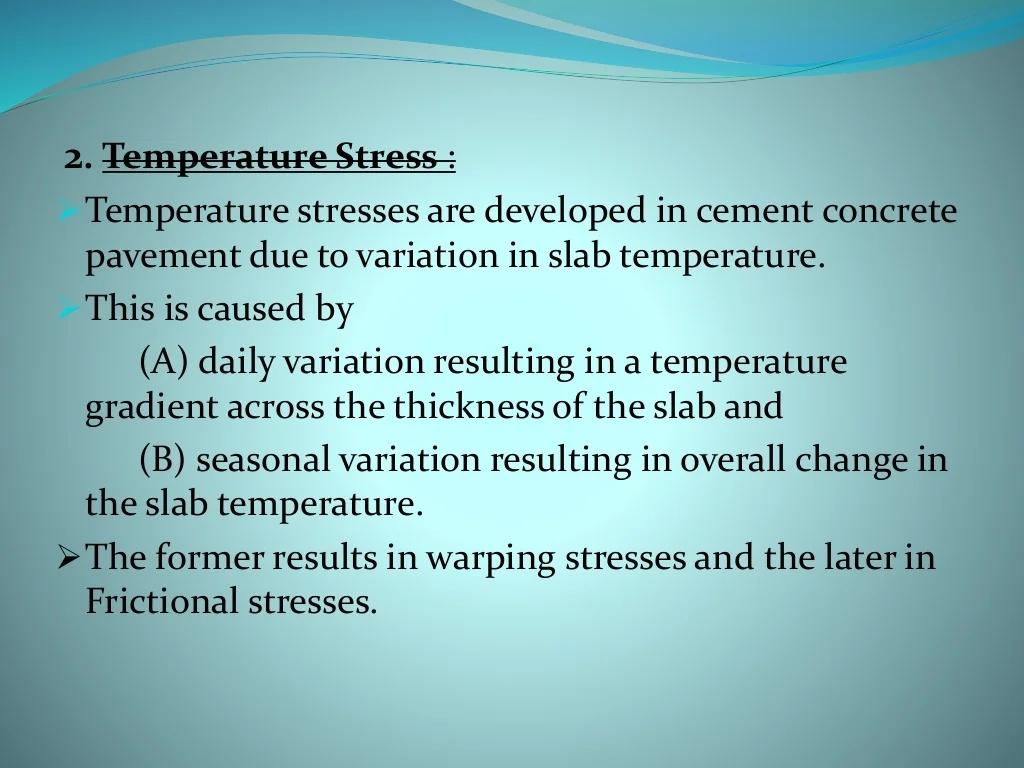 2. Temperature Stress :
Temperature stresses are developed in cement concrete
pavement due to variation in slab temperature.
This is caused by
(A) daily variation resulting in a temperature
gradient across the thickness of the slab and
(B) seasonal variation resulting in overall change in
the slab temperature.
The former results in warping stresses and the later in
Frictional stresses.